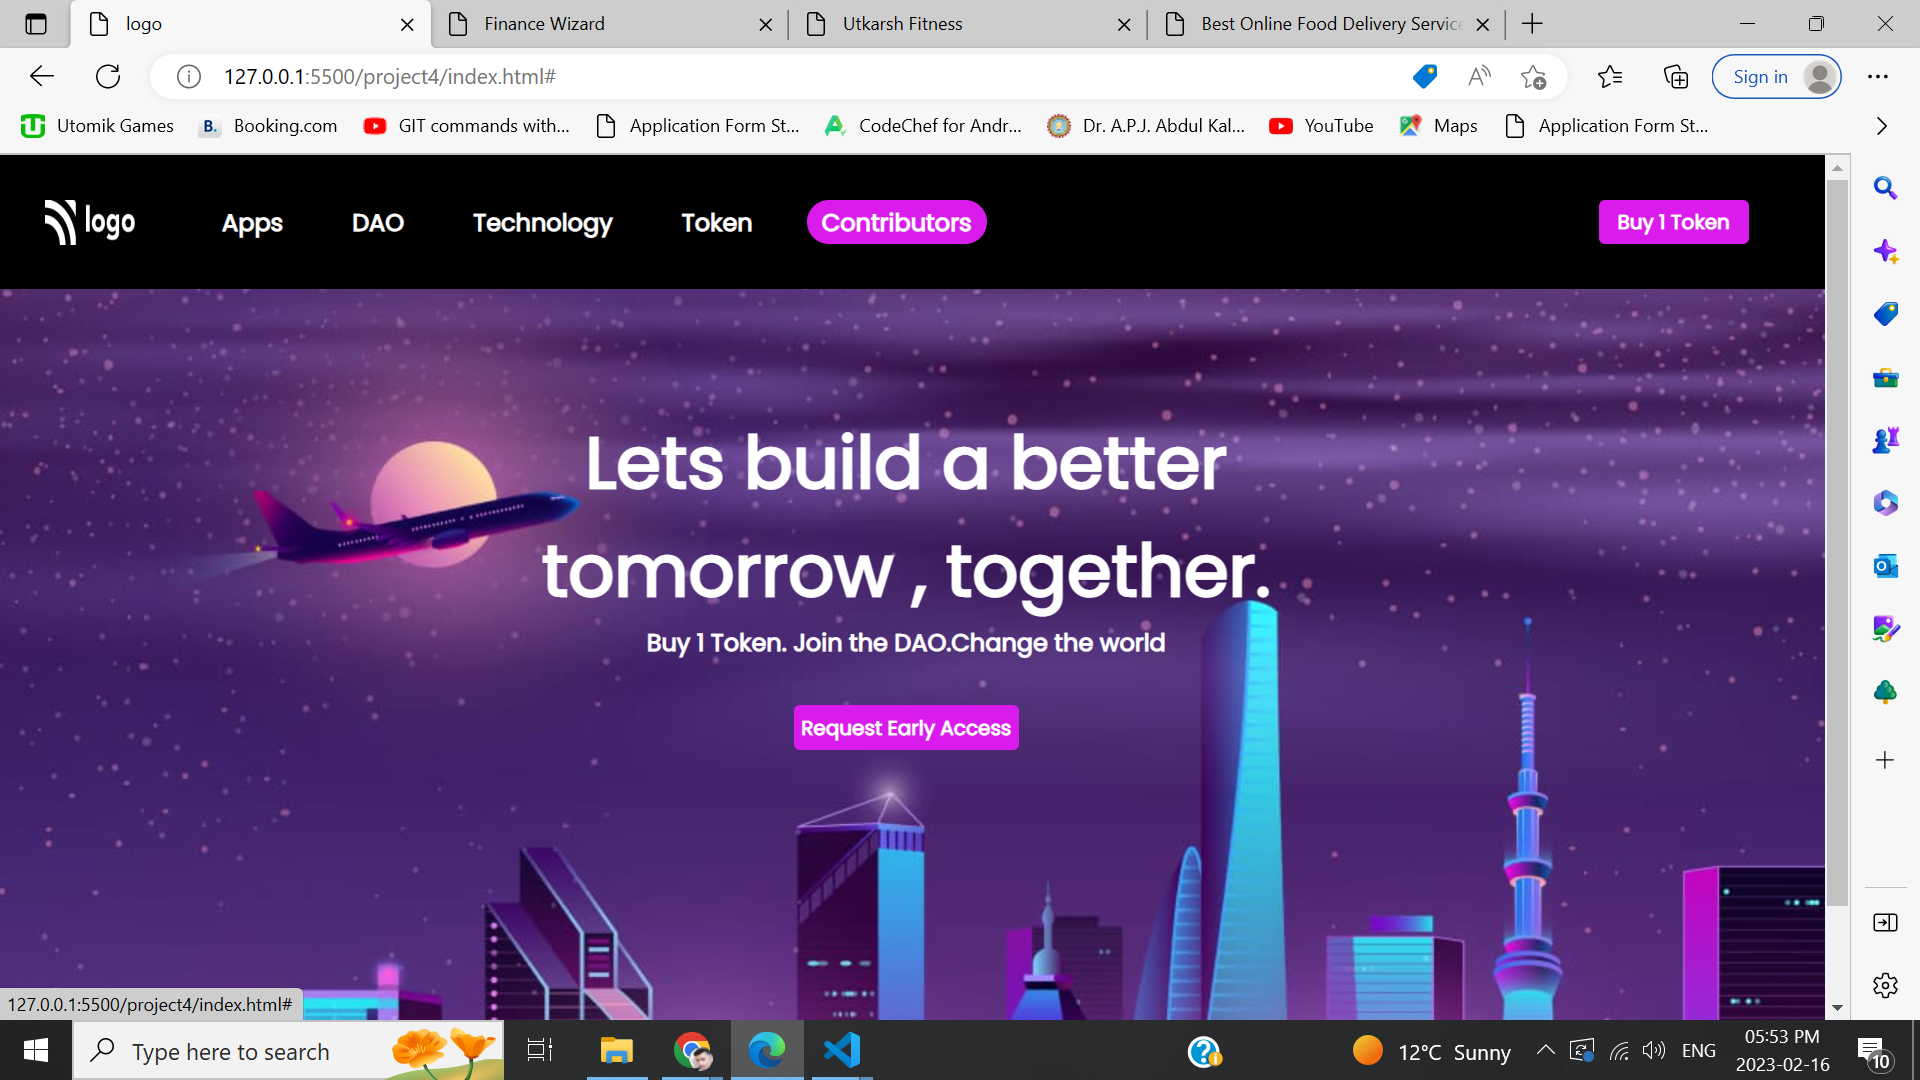 logo
Finance Wizard
Utkarsh Fitness
Best Online Food Delivery Service
127.0.0.1:5500/project4/index.html#
Sign in
Utomik Games
Booking.com
GIT commands with...
Application Form St...
CodeChef for Andr...
Dr. A.P.J. Abdul Kal...
YouTube
Maps
Application Form St...
logo
Apps
DAO
Technology
Token
Contributors
Buy 1 Token
Lets build a better
tomorrow , together.
Buy 1 Token. Join the DAO.Change the world
Request Early Access
127.0.0.1:5500/project4/index.html#
Type here to search
12°C Sunny
ENG
05:53 PM
2023-02-16
10